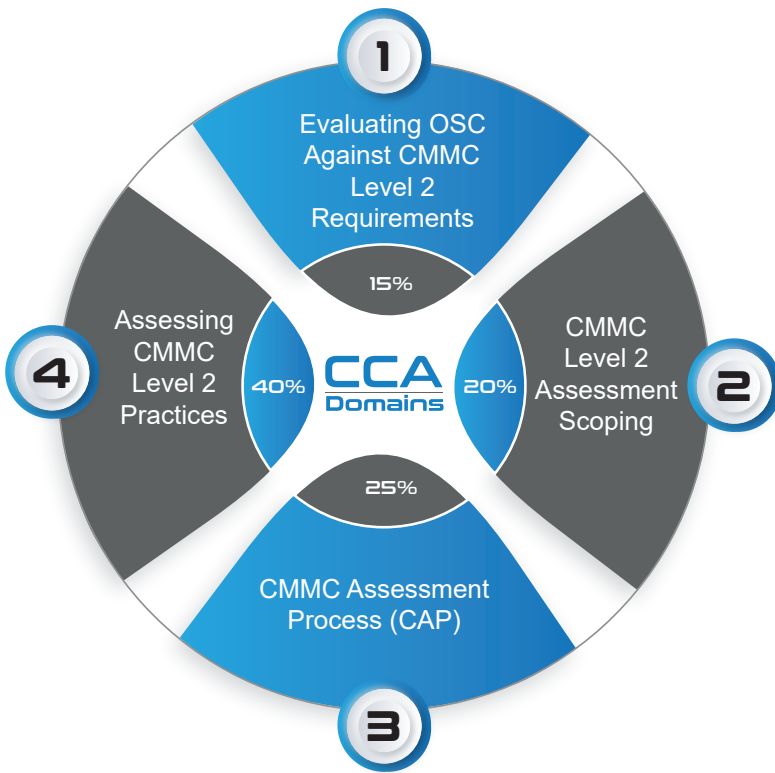 1
Evaluating OSC
Against CMMC
Level 2
Requirements
15%
CMMC
Level 2
Assessment
Scoping
20%
2
CCA
Domains
25%
CMMC Assessment
Process (CAP)
3
4
Assessing
CMMC
Level 2
Practices
40%